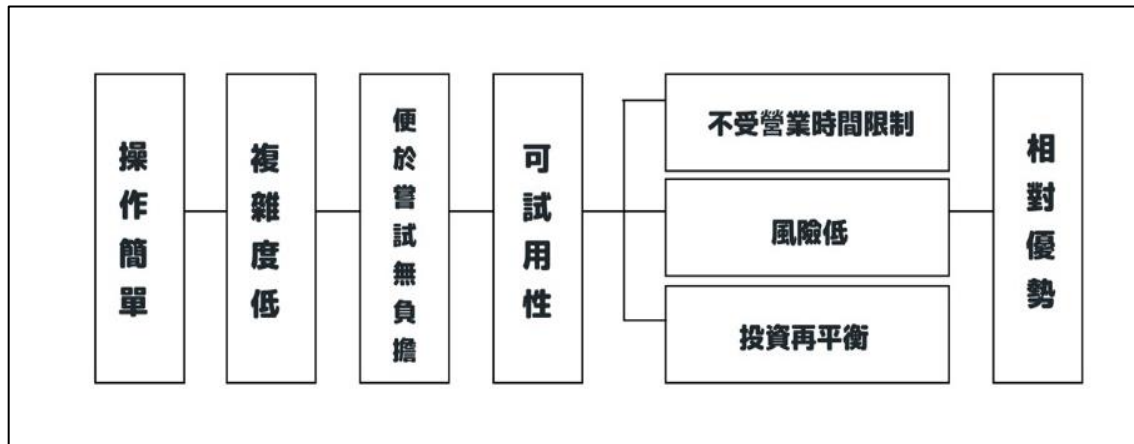 操作簡單
複雜度低
便於嘗試無負擔
可試用性
不受營業時間限制
風險低
投資再平衡
相對優勢